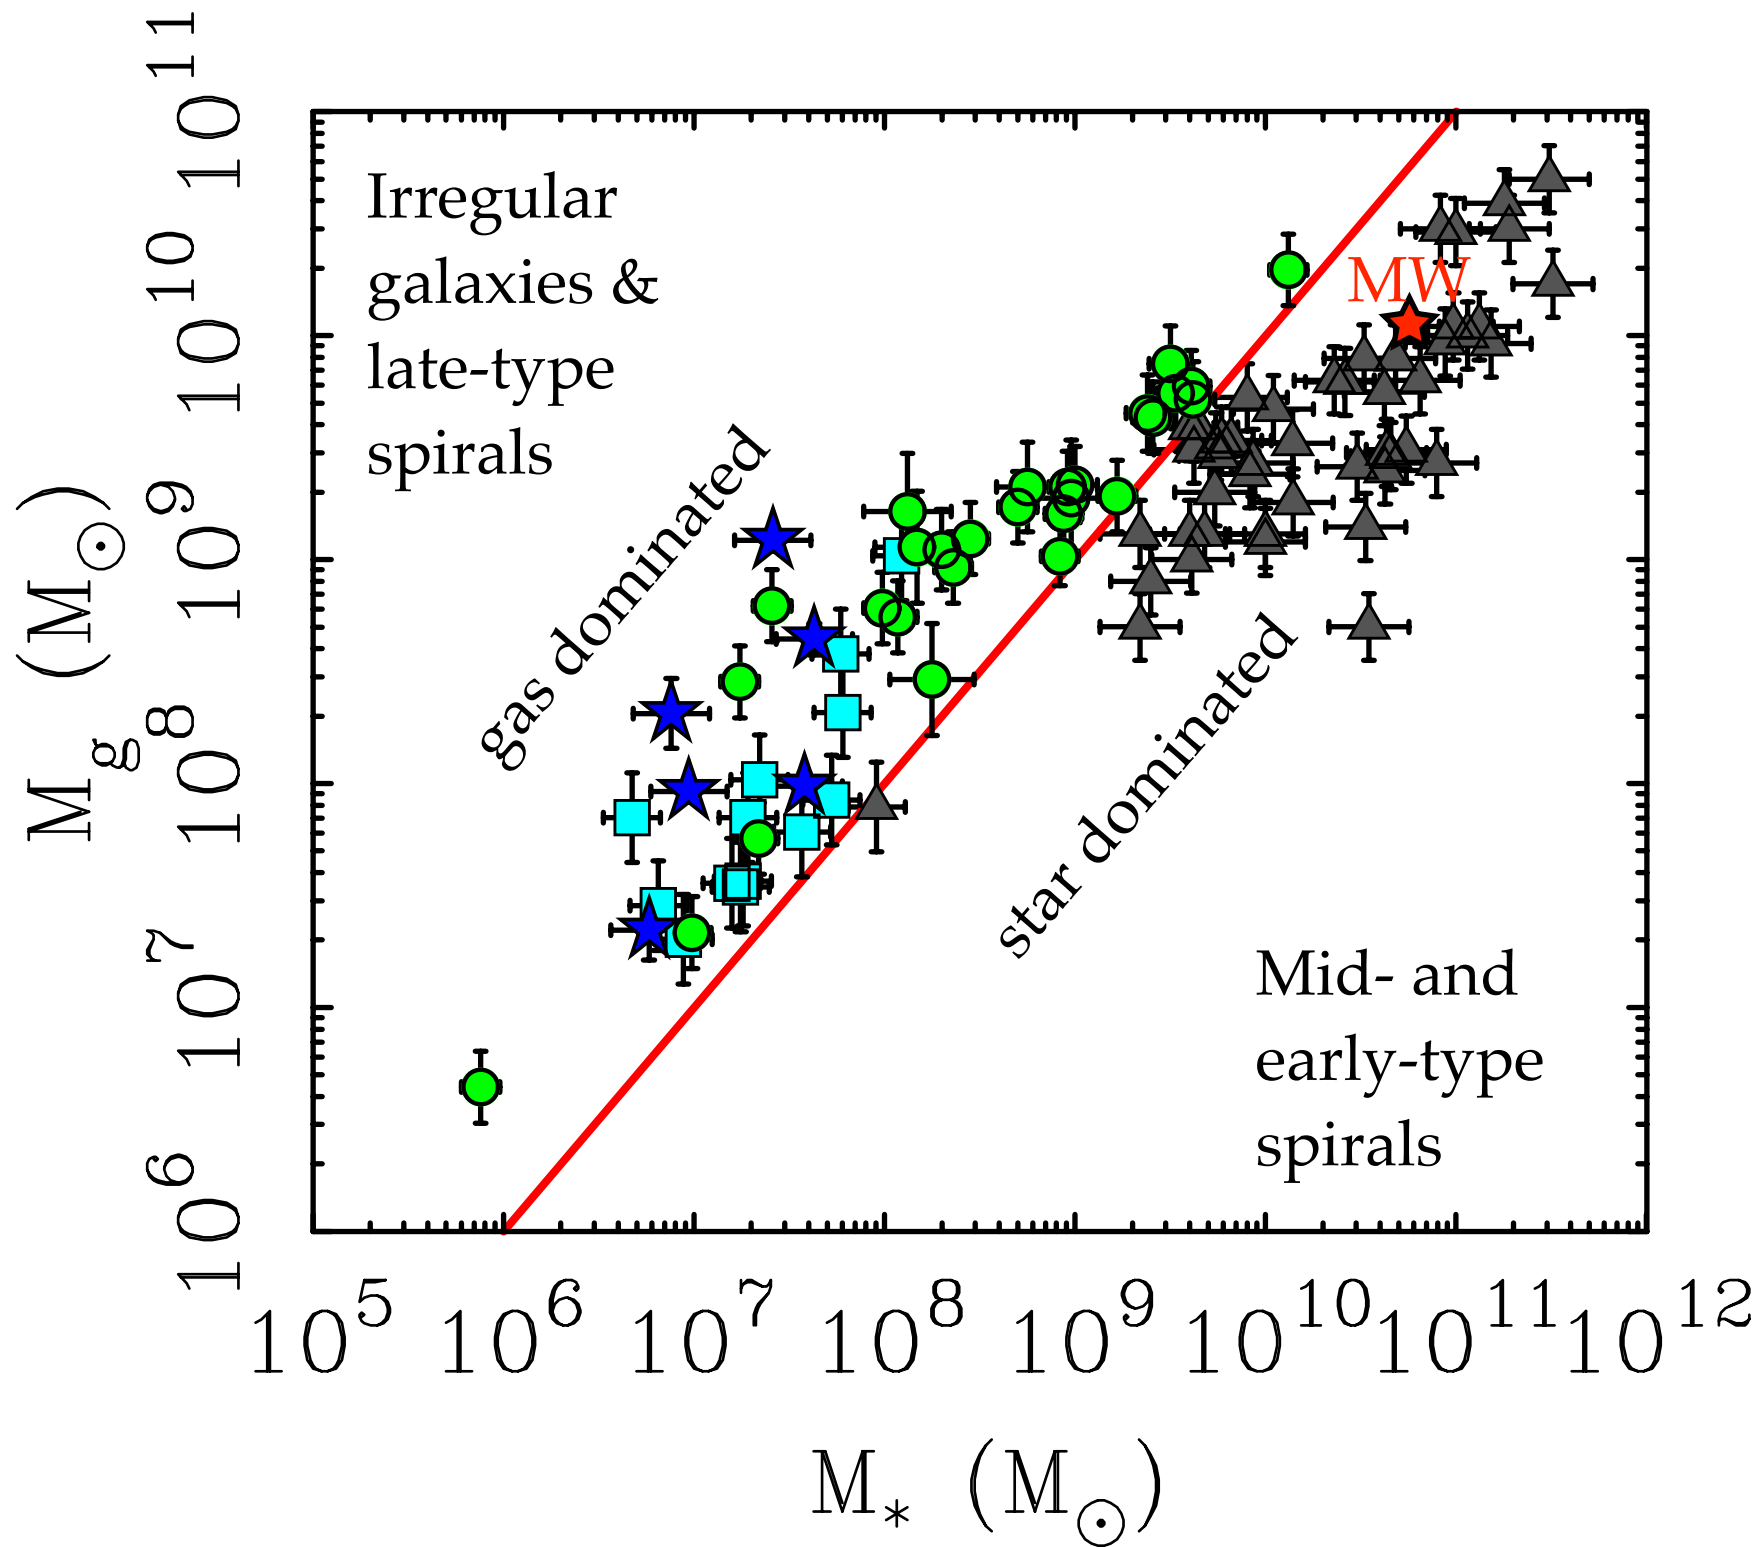 Irregular
galaxies &
late-type
spirals
gas dominated
MW
star dominated
Mid- and
early-type
spirals
10^11
10^10
10^9
10^8
10^7
10^6
M_g (M_⊙)
10^5 10^6 10^7 10^8 10^9 10^10 10^11 10^12
M_* (M_⊙)